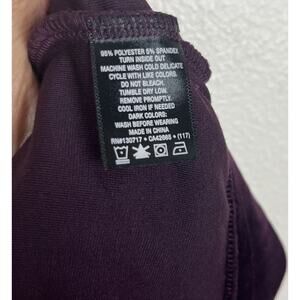 95% POLYESTER 5% SPANDEX
TURN INSIDE OUT
MACHINE WASH COLD DELICATE
CYCLE WITH LIKE COLORS.
DO NOT BLEACH.
TUMBLE DRY LOW.
REMOVE PROMPTLY.
COOL IRON IF NEEDED
DARK COLORS:
WASH BEFORE WEARING
MADE IN CHINA
RN#130717 • CA42665 • (117)